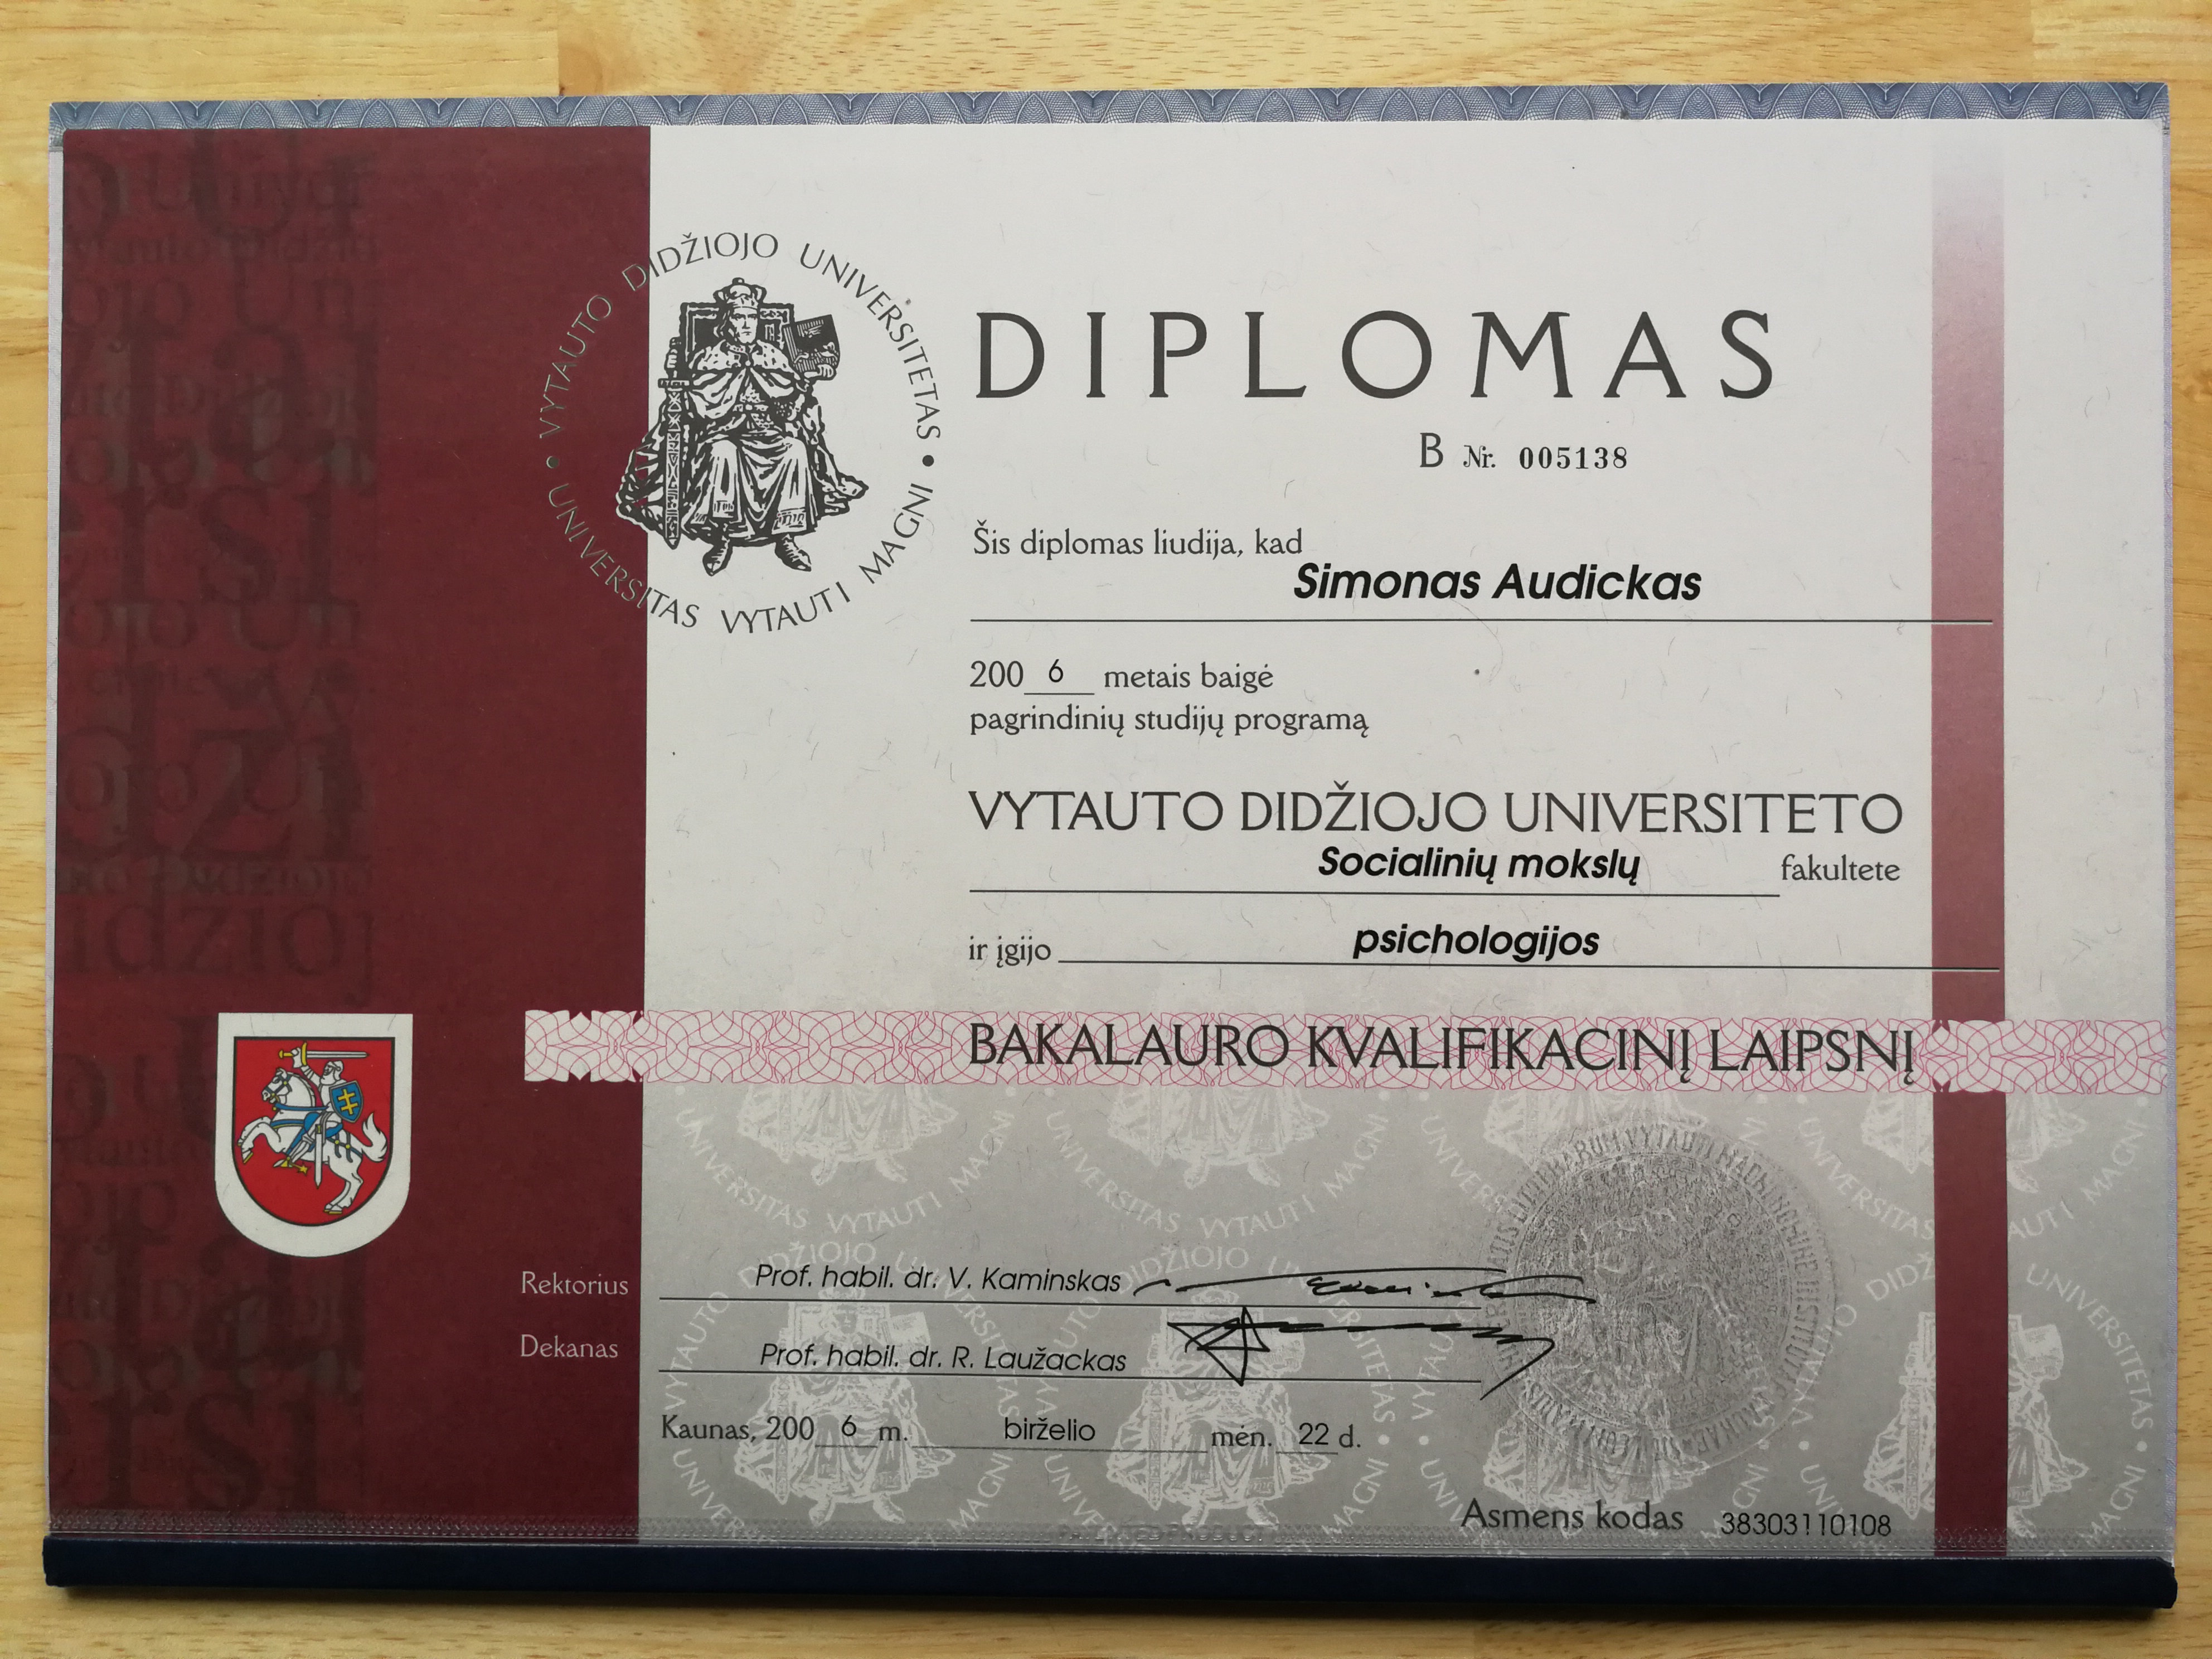 VYTAUTO DIDŽIOJO UNIVERSITETAS • UNIVERSITAS VYTAUTI MAGNI •
DIPLOMAS
B Nr. 005138
Šis diplomas liudija, kad
Simonas Audickas
200 6 metais baigė
pagrindinių studijų programą
VYTAUTO DIDŽIOJO UNIVERSITETO
Socialinių mokslų fakultete
ir įgijo psichologijos
BAKALAURO KVALIFIKACINĮ LAIPSNĮ
Rektorius Prof. habil. dr. V. Kaminskas
Dekanas Prof. habil. dr. R. Laužackas
Kaunas, 200 6 m. birželio mėn. 22 d.
Asmens kodas 38303110108